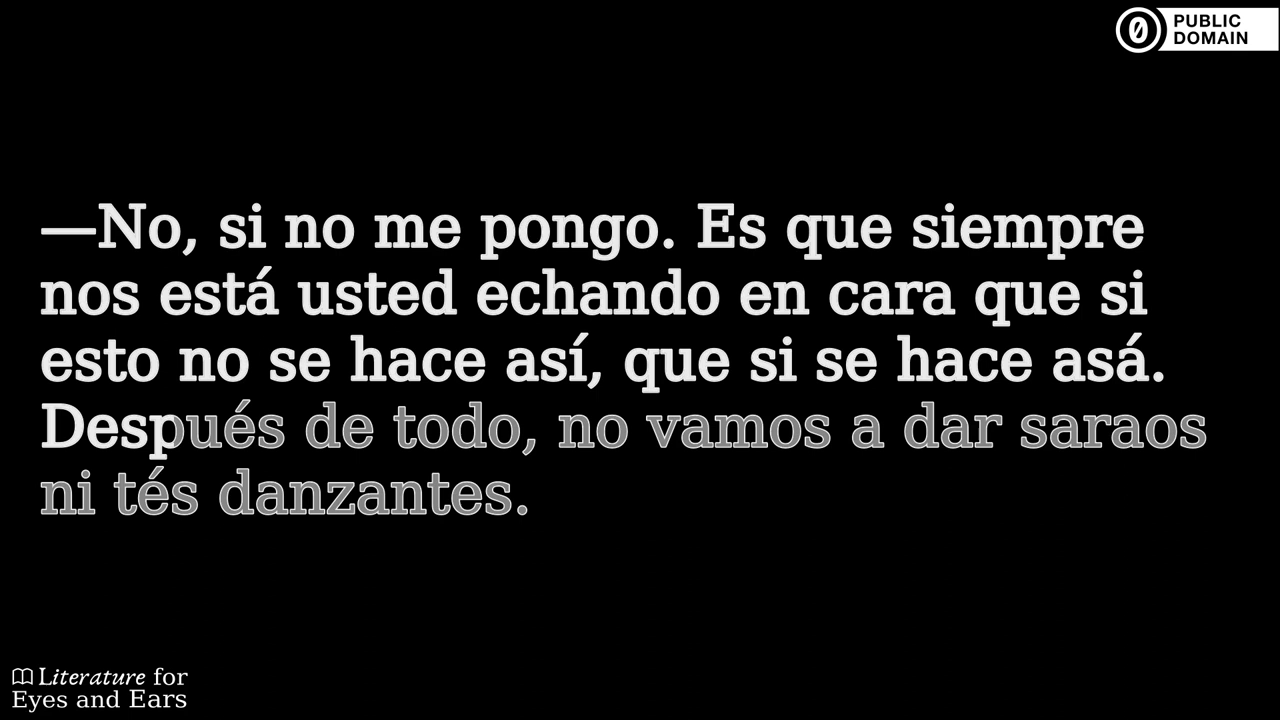 PUBLIC
DOMAIN
—No, si no me pongo. Es que siempre
nos está usted echando en cara que si
esto no se hace así, que si se hace asá.
Después de todo, no vamos a dar saraos
ni tés danzantes.
Literature for
Eyes and Ears